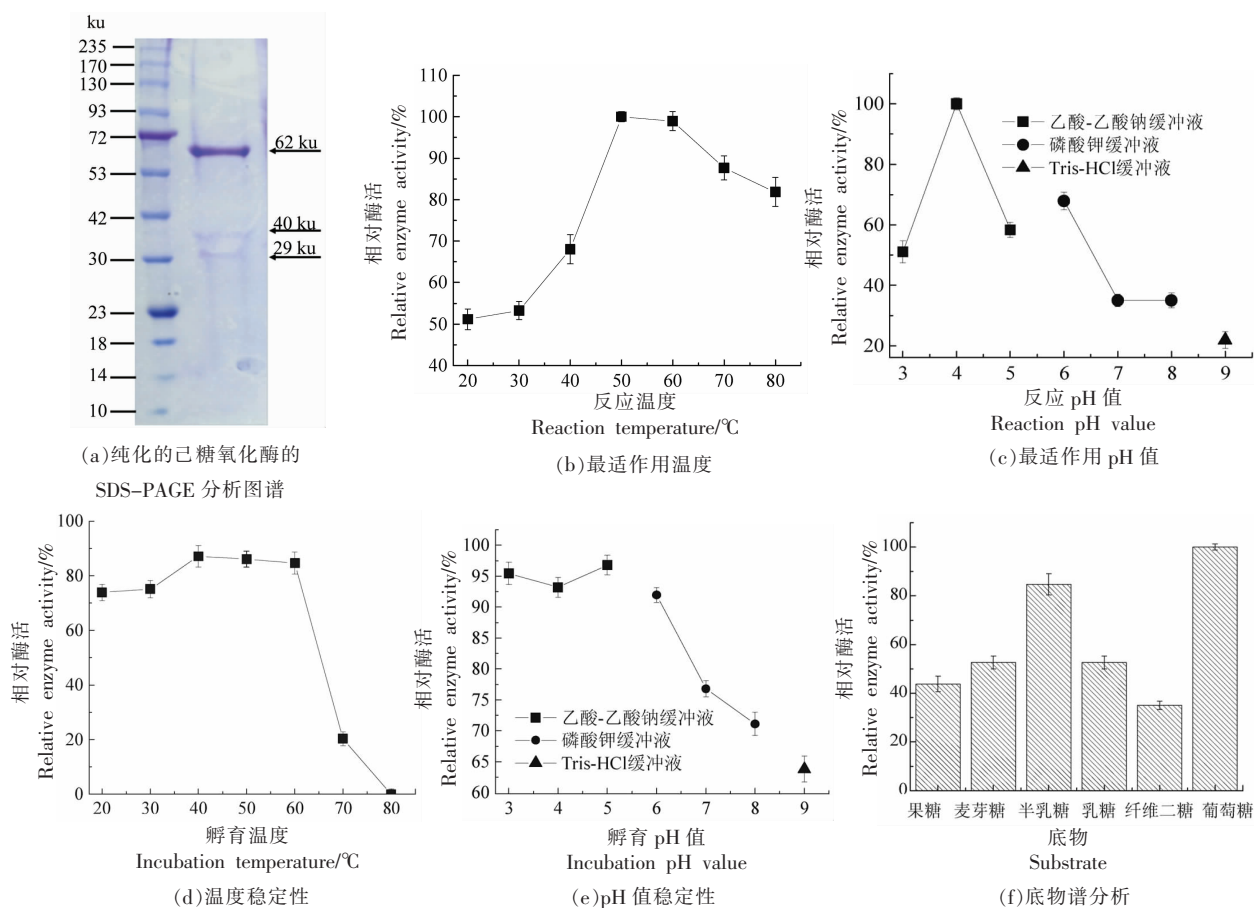 ku
235
170
130
93
72
53
42
30
23
18
14
10
62 ku
40 ku
29 ku
(a)纯化的己糖氧化酶的
SDS-PAGE 分析图谱
相对酶活
Relative enzyme activity/%
110
100
90
80
70
60
50
40
20 30 40 50 60 70 80
反应温度
Reaction temperature/℃
(b)最适作用温度
相对酶活
Relative enzyme activity/%
100
80
60
40
20
乙酸-乙酸钠缓冲液
磷酸钾缓冲液
Tris-HCl缓冲液
3 4 5 6 7 8 9
反应 pH 值
Reaction pH value
(c)最适作用 pH 值
相对酶活
Relative enzyme activity/%
100
80
60
40
20
0
20 30 40 50 60 70 80
孵育温度
Incubation temperature/℃
(d)温度稳定性
相对酶活
Relative enzyme activity/%
100
95
90
85
80
75
70
65
60
乙酸-乙酸钠缓冲液
磷酸钾缓冲液
Tris-HCl缓冲液
3 4 5 6 7 8 9
孵育 pH 值
Incubation pH value
(e)pH 值稳定性
相对酶活
Relative enzyme activity/%
100
80
60
40
20
0
果糖 麦芽糖 半乳糖 乳糖 纤维二糖 葡萄糖
底物
Substrate
(f)底物谱分析